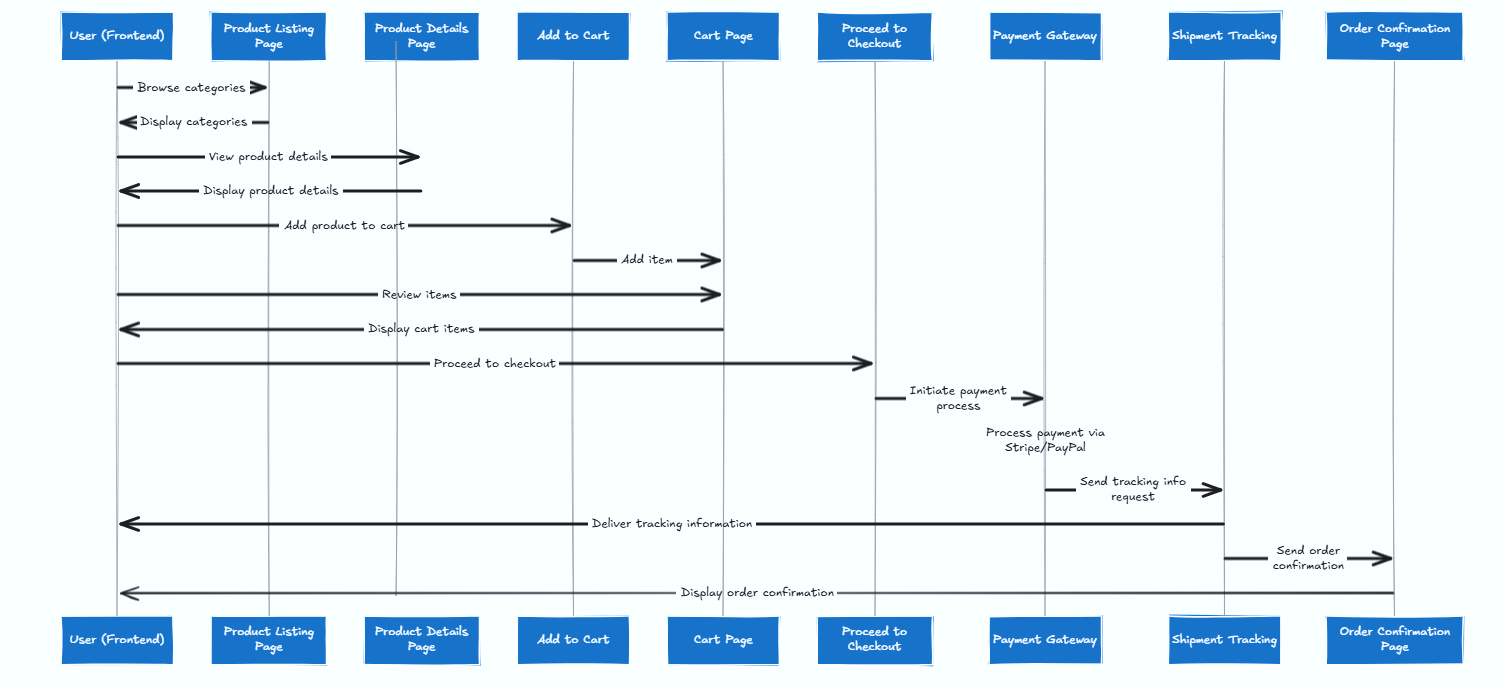 User (Frontend)
Product Listing
Page
Product Details
Page
Add to Cart
Cart Page
Proceed to
Checkout
Payment Gateway
Shipment Tracking
Order Confirmation
Page
Browse categories
Display categories
View product details
Display product details
Add product to cart
Add item
Review items
Display cart items
Proceed to checkout
Initiate payment
process
Process payment via
Stripe/PayPal
Send tracking info
request
Deliver tracking information
Send order
confirmation
Display order confirmation
User (Frontend)
Product Listing
Page
Product Details
Page
Add to Cart
Cart Page
Proceed to
Checkout
Payment Gateway
Shipment Tracking
Order Confirmation
Page